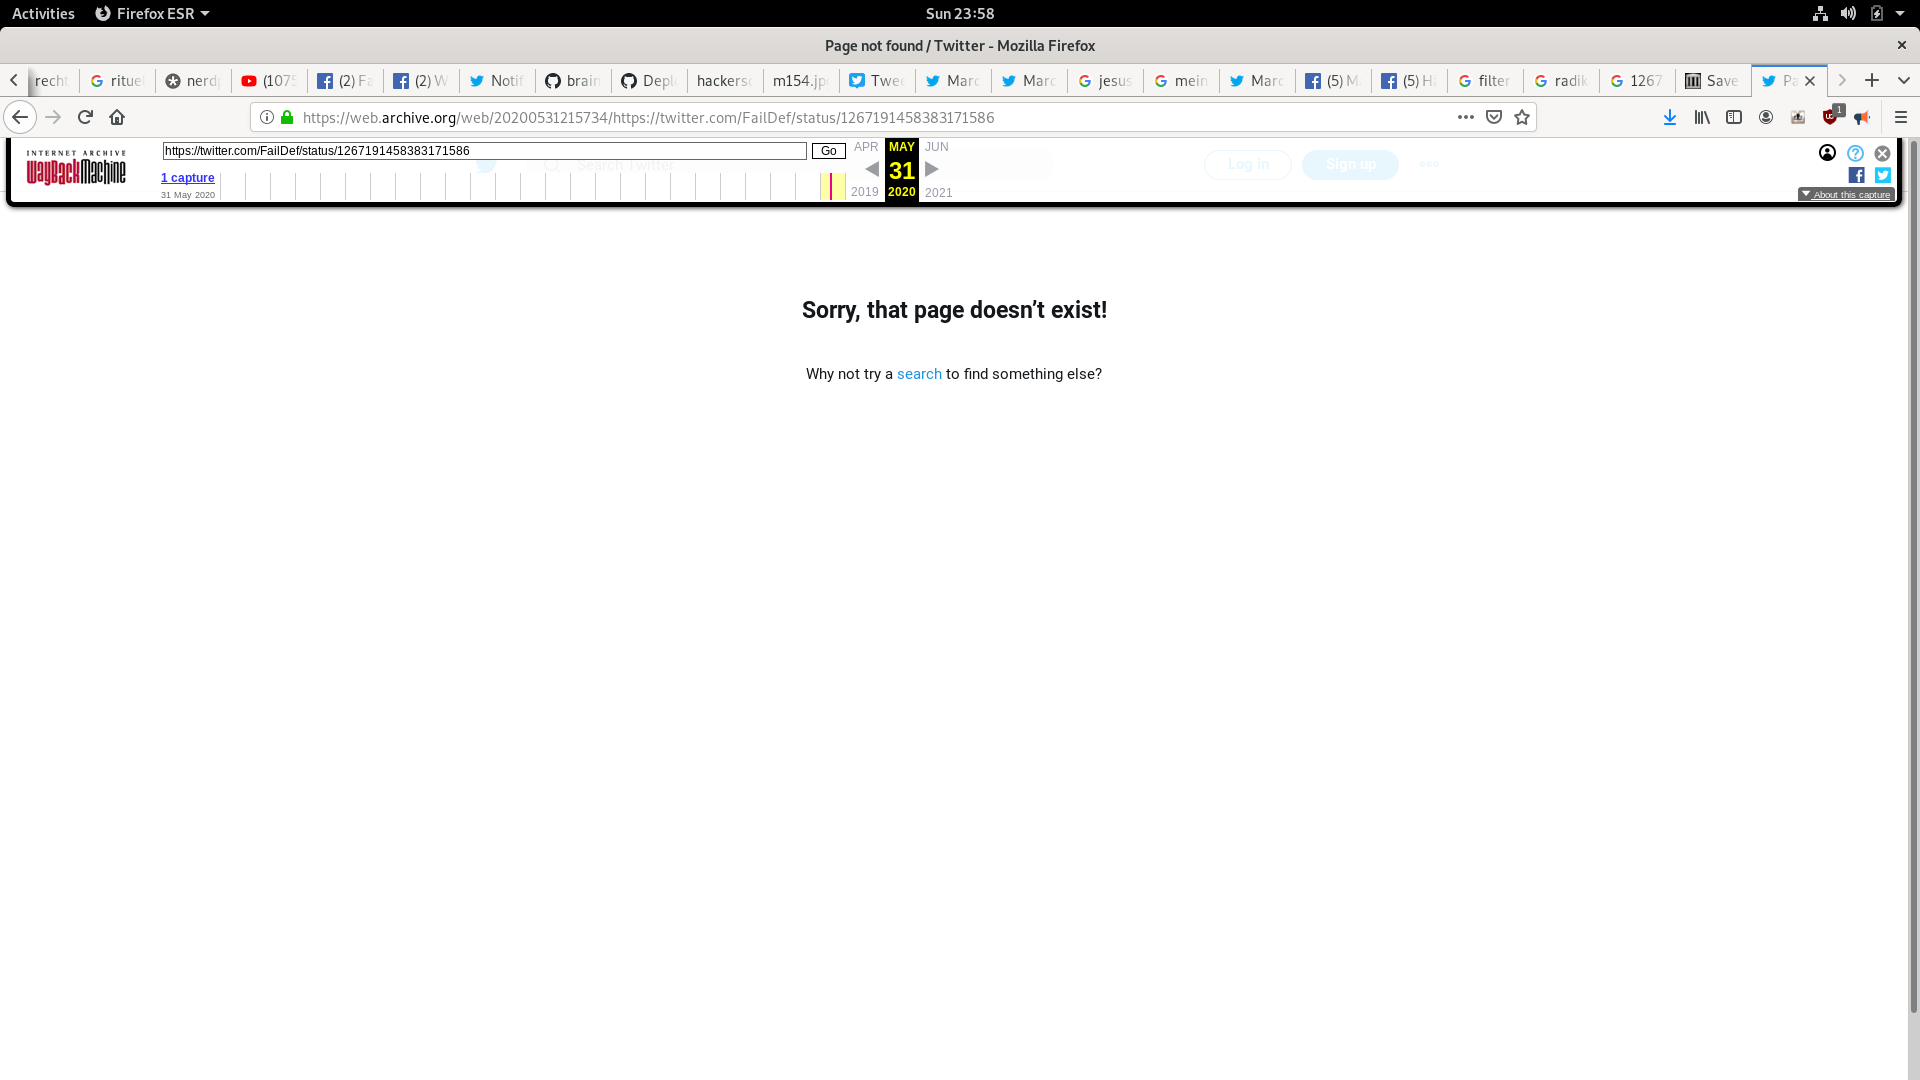 Activities Firefox ESR Sun 23:58
Page not found / Twitter - Mozilla Firefox
recht rituel nerd (1075 (2) Fa (2) W Notif brain Depl hackers m154.jp Twee Marc Marc jesus mein Marc (5) M (5) Hi filter radik 1267 Save Pa
https://web.archive.org/web/20200531215734/https://twitter.com/FailDef/status/1267191458383171586
1
INTERNET ARCHIVE
WayBackMachine
https://twitter.com/FailDef/status/1267191458383171586 Go
Search Twitter
Log in Sign up
1 capture
31 May 2020
APR MAY JUN
31
2019 2020 2021
About this capture
Sorry, that page doesn’t exist!
Why not try a search to find something else?